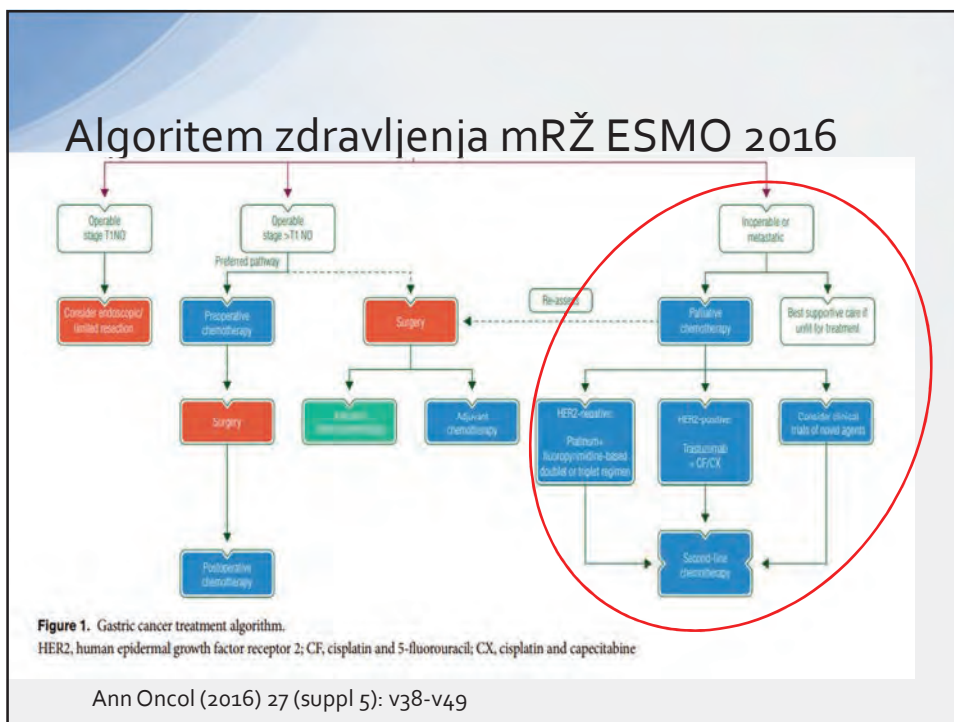 Algoritem zdravljenja mRŽ ESMO 2016
Operable
stage T1N0
Operable
stage >T1 N0
Inoperable or
metastatic
Preferred pathway
Consider endoscopic/
limited resection
Preoperative
chemotherapy
Surgery
Re-assess
Palliative
chemotherapy
Best supportive care if
unfit for treatment
Surgery
Adjuvant
chemotherapy
HER2-negative:
Platinum+
fluoropyrimidine-based
doublet or triplet regimen
HER2-positive:
Trastuzumab
+ CF/CX
Consider clinical
trials of novel agents
Postoperative
chemotherapy
Second-line
chemotherapy
Figure 1. Gastric cancer treatment algorithm.
HER2, human epidermal growth factor receptor 2; CF, cisplatin and 5-fluorouracil; CX, cisplatin and capecitabine
Ann Oncol (2016) 27 (suppl 5): v38-v49